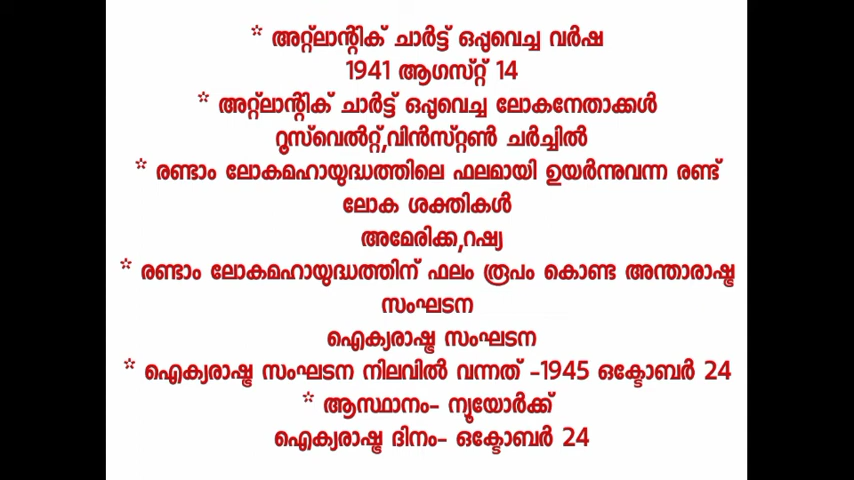 * അറ്റ്ലാന്റിക് ചാർട്ട് ഒപ്പുവെച്ച വർഷ
1941 ആഗസ്റ്റ് 14
* അറ്റ്ലാന്റിക് ചാർട്ട് ഒപ്പുവെച്ച ലോകനേതാക്കൾ
റൂസ്‌വെൽറ്റ്,വിൻസ്റ്റൺ ചർച്ചിൽ
* രണ്ടാം ലോകമഹായുദ്ധത്തിലെ ഫലമായി ഉയർന്നുവന്ന രണ്ട്
ലോക ശക്തികൾ
അമേരിക്ക,റഷ്യ
* രണ്ടാം ലോകമഹായുദ്ധത്തിന് ഫലം രൂപം കൊണ്ട അന്താരാഷ്ട്ര
സംഘടന
ഐക്യരാഷ്ട്ര സംഘടന
* ഐക്യരാഷ്ട്ര സംഘടന നിലവിൽ വന്നത് -1945 ഒക്ടോബർ 24
* ആസ്ഥാനം- ന്യൂയോർക്ക്
ഐക്യരാഷ്ട്ര ദിനം- ഒക്ടോബർ 24